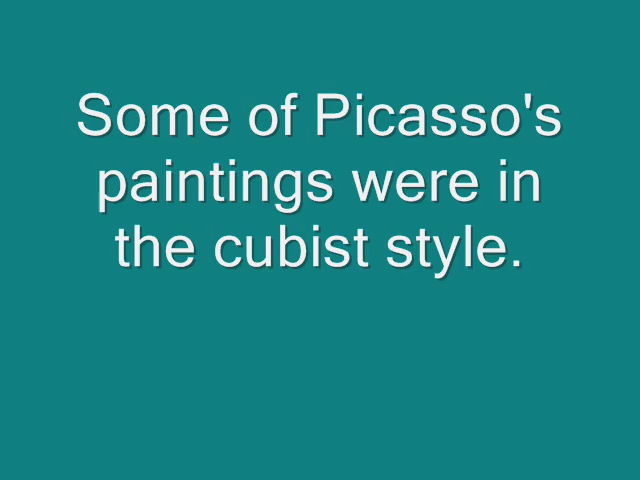 Some of Picasso's
paintings were in
the cubist style.